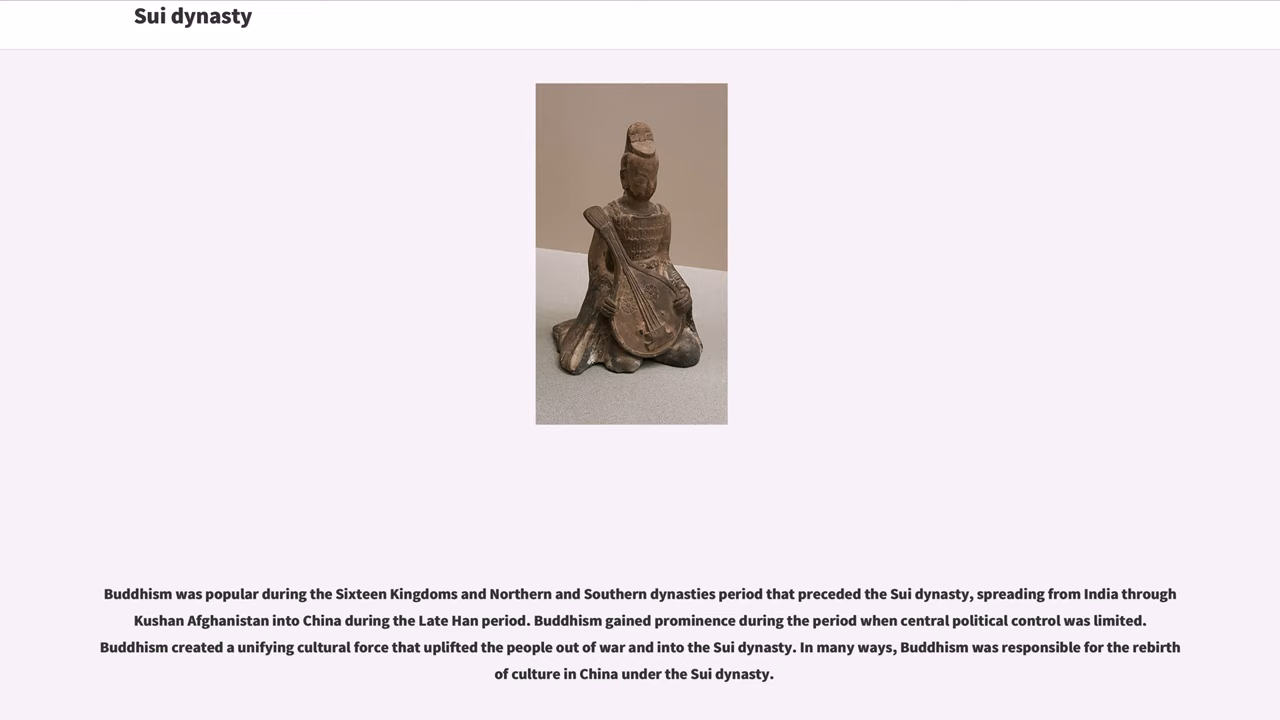 Sui dynasty
Buddhism was popular during the Sixteen Kingdoms and Northern and Southern dynasties period that preceded the Sui dynasty, spreading from India through
Kushan Afghanistan into China during the Late Han period. Buddhism gained prominence during the period when central political control was limited.
Buddhism created a unifying cultural force that uplifted the people out of war and into the Sui dynasty. In many ways, Buddhism was responsible for the rebirth
of culture in China under the Sui dynasty.